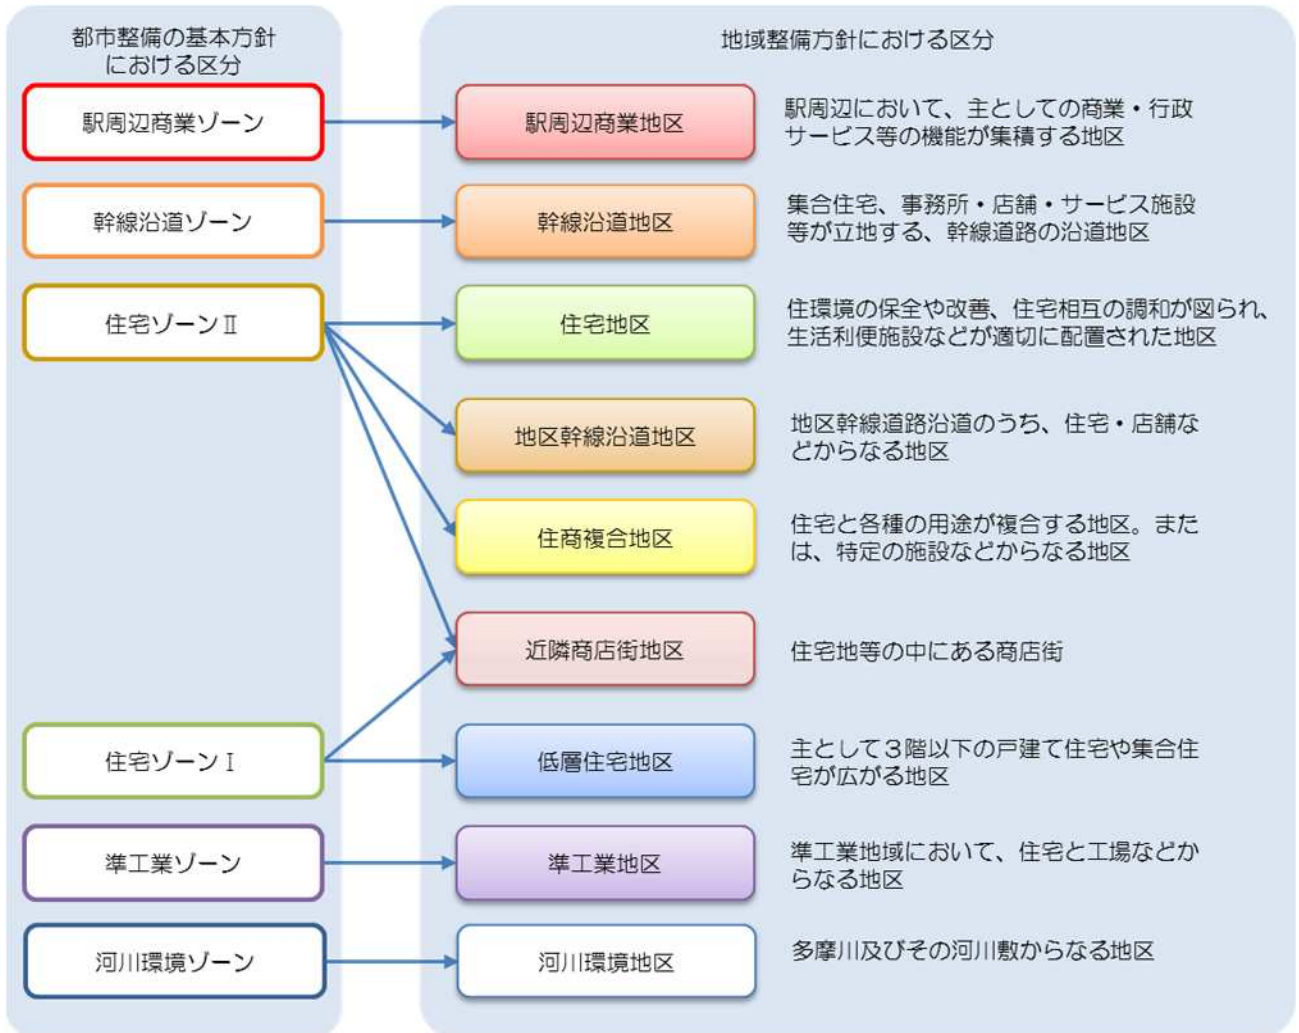 都市整備の基本方針
における区分
地域整備方針における区分
駅周辺商業ゾーン
駅周辺商業地区
駅周辺において、主としての商業・行政
サービス等の機能が集積する地区
幹線沿道ゾーン
幹線沿道地区
集合住宅、事務所・店舗・サービス施設
等が立地する、幹線道路の沿道地区
住宅ゾーンⅡ
住宅地区
住環境の保全や改善、住宅相互の調和が図られ、
生活利便施設などが適切に配置された地区
地区幹線沿道地区
地区幹線道路沿道のうち、住宅・店舗な
どからなる地区
住商複合地区
住宅と各種の用途が複合する地区。また
は、特定の施設などからなる地区
近隣商店街地区
住宅地等の中にある商店街
住宅ゾーンⅠ
低層住宅地区
主として３階以下の戸建て住宅や集合住
宅が広がる地区
準工業ゾーン
準工業地区
準工業地域において、住宅と工場などか
らなる地区
河川環境ゾーン
河川環境地区
多摩川及びその河川敷からなる地区